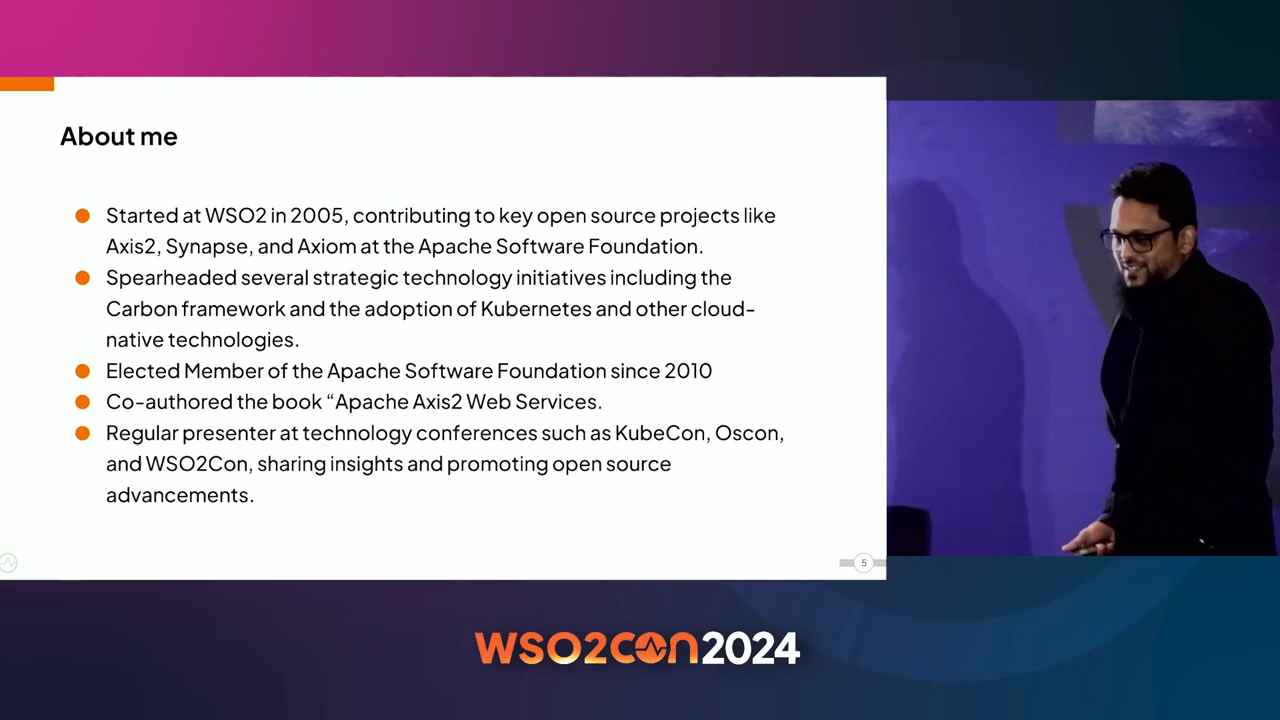 About me
Started at WSO2 in 2005, contributing to key open source projects like
Axis2, Synapse, and Axiom at the Apache Software Foundation.
Spearheaded several strategic technology initiatives including the
Carbon framework and the adoption of Kubernetes and other cloud-
native technologies.
Elected Member of the Apache Software Foundation since 2010
Co-authored the book “Apache Axis2 Web Services.
Regular presenter at technology conferences such as KubeCon, Oscon,
and WSO2Con, sharing insights and promoting open source
advancements.
5
WSO2CON2024